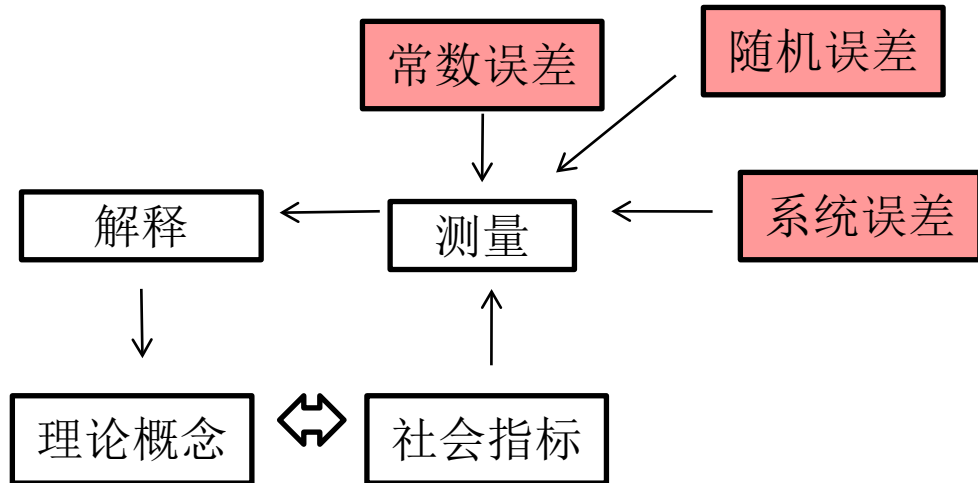 常数误差
随机误差
解释
测量
系统误差
理论概念
社会指标